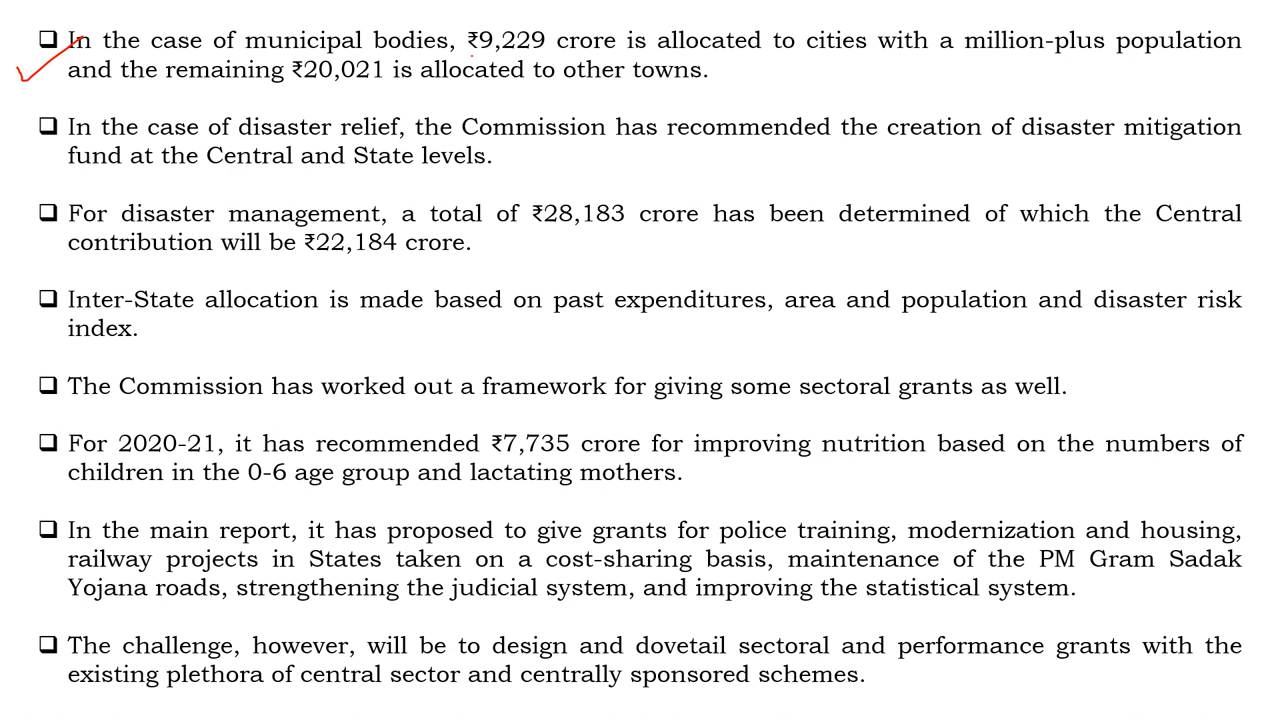 ❑ In the case of municipal bodies, ₹9,229 crore is allocated to cities with a million-plus population
and the remaining ₹20,021 is allocated to other towns.
❑ In the case of disaster relief, the Commission has recommended the creation of disaster mitigation
fund at the Central and State levels.
❑ For disaster management, a total of ₹28,183 crore has been determined of which the Central
contribution will be ₹22,184 crore.
❑ Inter-State allocation is made based on past expenditures, area and population and disaster risk
index.
❑ The Commission has worked out a framework for giving some sectoral grants as well.
❑ For 2020-21, it has recommended ₹7,735 crore for improving nutrition based on the numbers of
children in the 0-6 age group and lactating mothers.
❑ In the main report, it has proposed to give grants for police training, modernization and housing,
railway projects in States taken on a cost-sharing basis, maintenance of the PM Gram Sadak
Yojana roads, strengthening the judicial system, and improving the statistical system.
❑ The challenge, however, will be to design and dovetail sectoral and performance grants with the
existing plethora of central sector and centrally sponsored schemes.